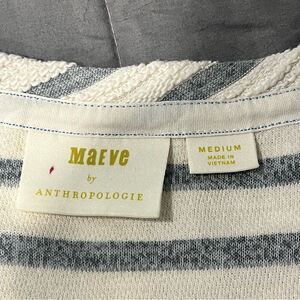 MaEve
by
ANTHROPOLOGIE
MEDIUM
MADE IN
VIETNAM